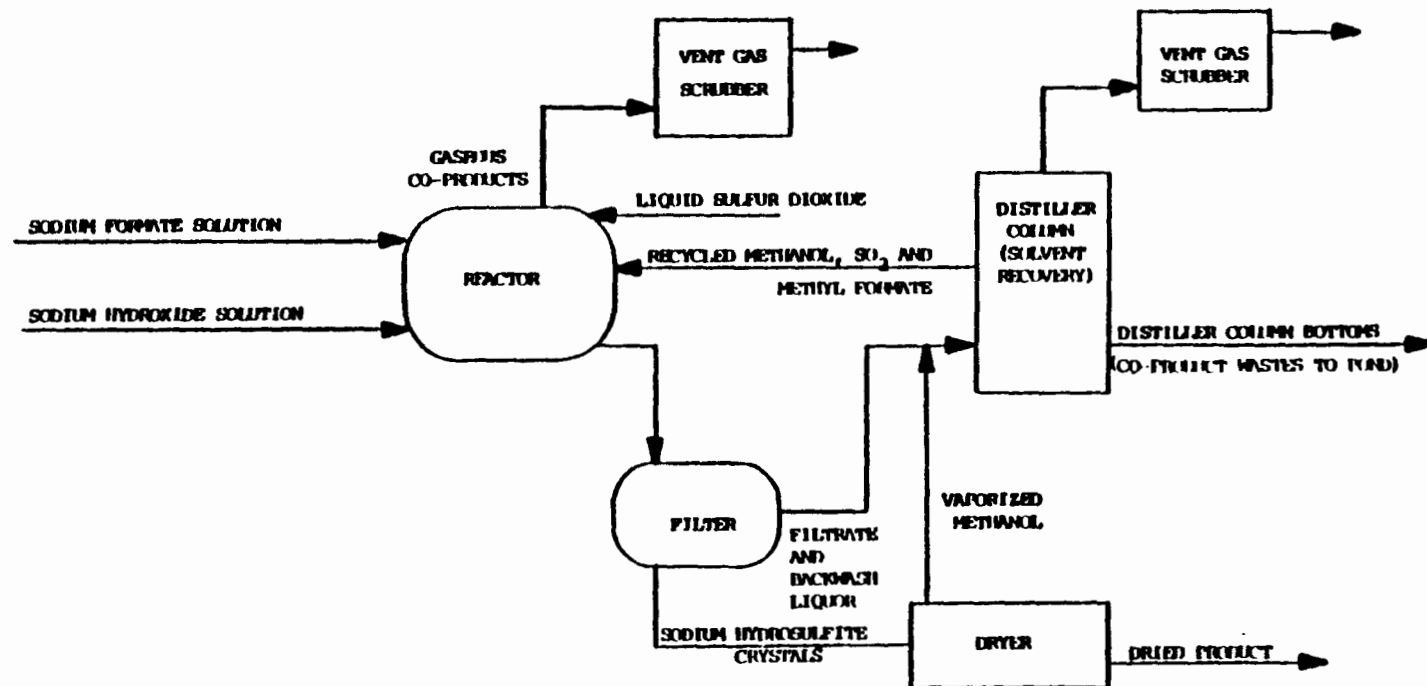 VENT GAS
SCRUBBER
VENT GAS
SCRUBBER
GASEOUS
CO-PRODUCTS
LIQUID SULFUR DIOXIDE
DISTILLER
COLUMN
(SOLVENT
RECOVERY)
SODIUM FORMATE SOLUTION
REACTOR
RECYCLED METHANOL, SO2 AND
METHYL FORMATE
SODIUM HYDROXIDE SOLUTION
DISTILLER COLUMN BOTTOMS
(CO-PRODUCT WASTES TO POND)
FILTER
VAPORIZED
METHANOL
FILTRATE
AND
BACKWASH
LIQUOR
SODIUM HYDROSULFITE
CRYSTALS
DRYER
DRIED PRODUCT